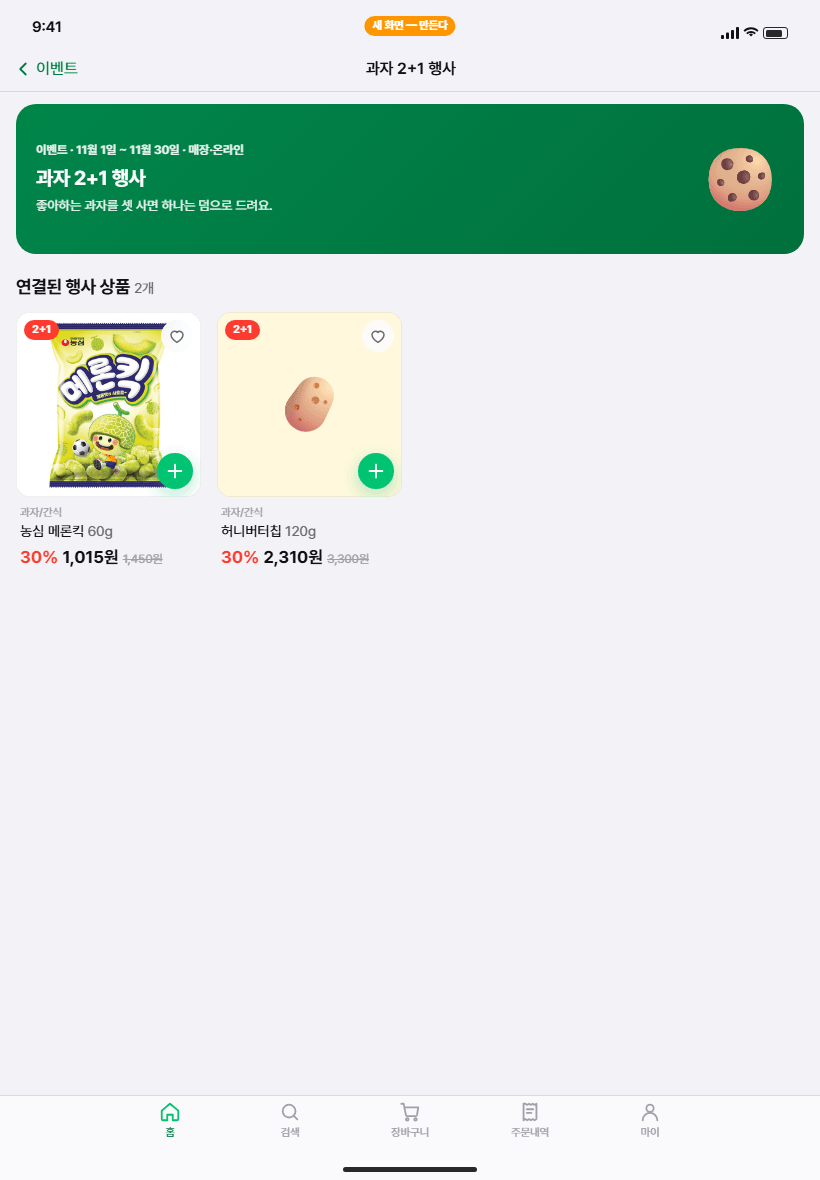 9:41
새 화면 — 만든다
이벤트
과자 2+1 행사
이벤트 · 11월 1일 ~ 11월 30일 · 매장·온라인
과자 2+1 행사
좋아하는 과자를 셋 사면 하나는 덤으로 드려요.
연결된 행사 상품 2개
2+1
농심
메론킥
2+1
과자/간식
농심 메론킥 60g
30% 1,015원 1,450원
과자/간식
허니버터칩 120g
30% 2,310원 3,300원
홈
검색
장바구니
주문내역
마이